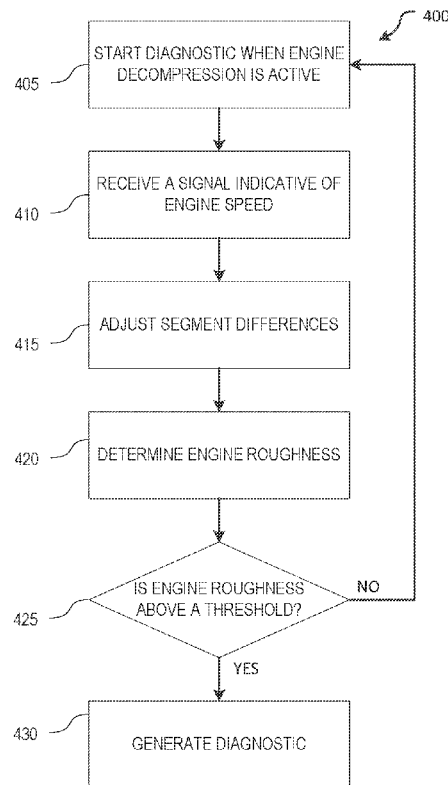 400
START DIAGNOSTIC WHEN ENGINE
DECOMPRESSION IS ACTIVE
405
RECEIVE A SIGNAL INDICATIVE OF
ENGINE SPEED
410
ADJUST SEGMENT DIFFERENCES
415
DETERMINE ENGINE ROUGHNESS
420
IS ENGINE ROUGHNESS
ABOVE A THRESHOLD?
NO
425
YES
GENERATE DIAGNOSTIC
430